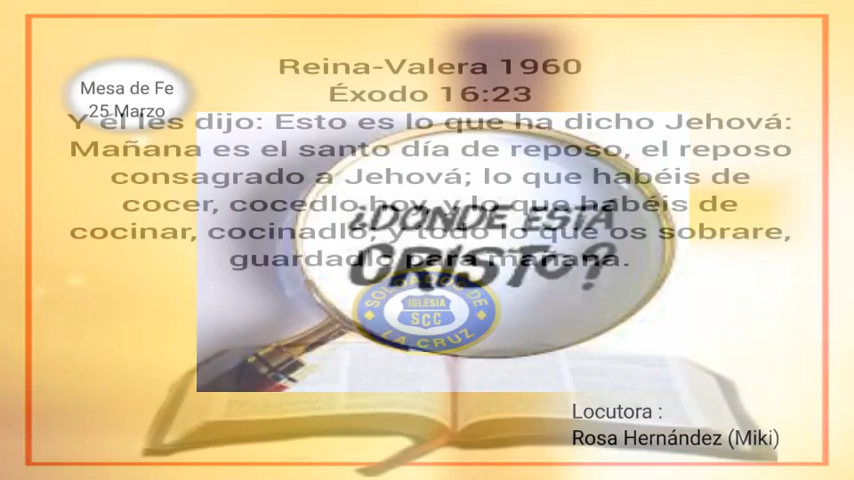 Reina-Valera 1960
Éxodo 16:23
Mesa de Fe
25 Marzo
Y él les dijo: Esto es lo que ha dicho Jehová:
Mañana es el santo día de reposo, el reposo
consagrado a Jehová; lo que habéis de
cocer, cocedlo hoy, y lo que habéis de
cocinar, cocinadlo; y todo lo que os sobrare,
guardadlo para mañana.
¿DÓNDE ESTÁ
CRISTO?
SOLDADOS DE
IGLESIA
SCC
LA CRUZ
Locutora :
Rosa Hernández (Miki)